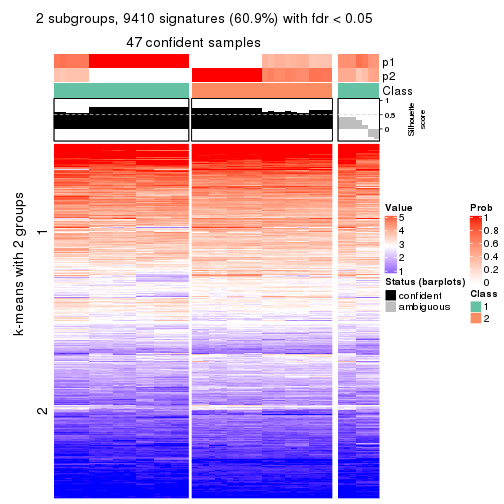 2 subgroups, 9410 signatures (60.9%) with fdr < 0.05
47 confident samples
p1
p2
Class
1
0.5
0
Silhouette
score
k-means with 2 groups
1
2
Value
5
4
3
2
1
Status (barplots)
confident
ambiguous
Prob
1
0.8
0.6
0.4
0.2
0
Class
1
2